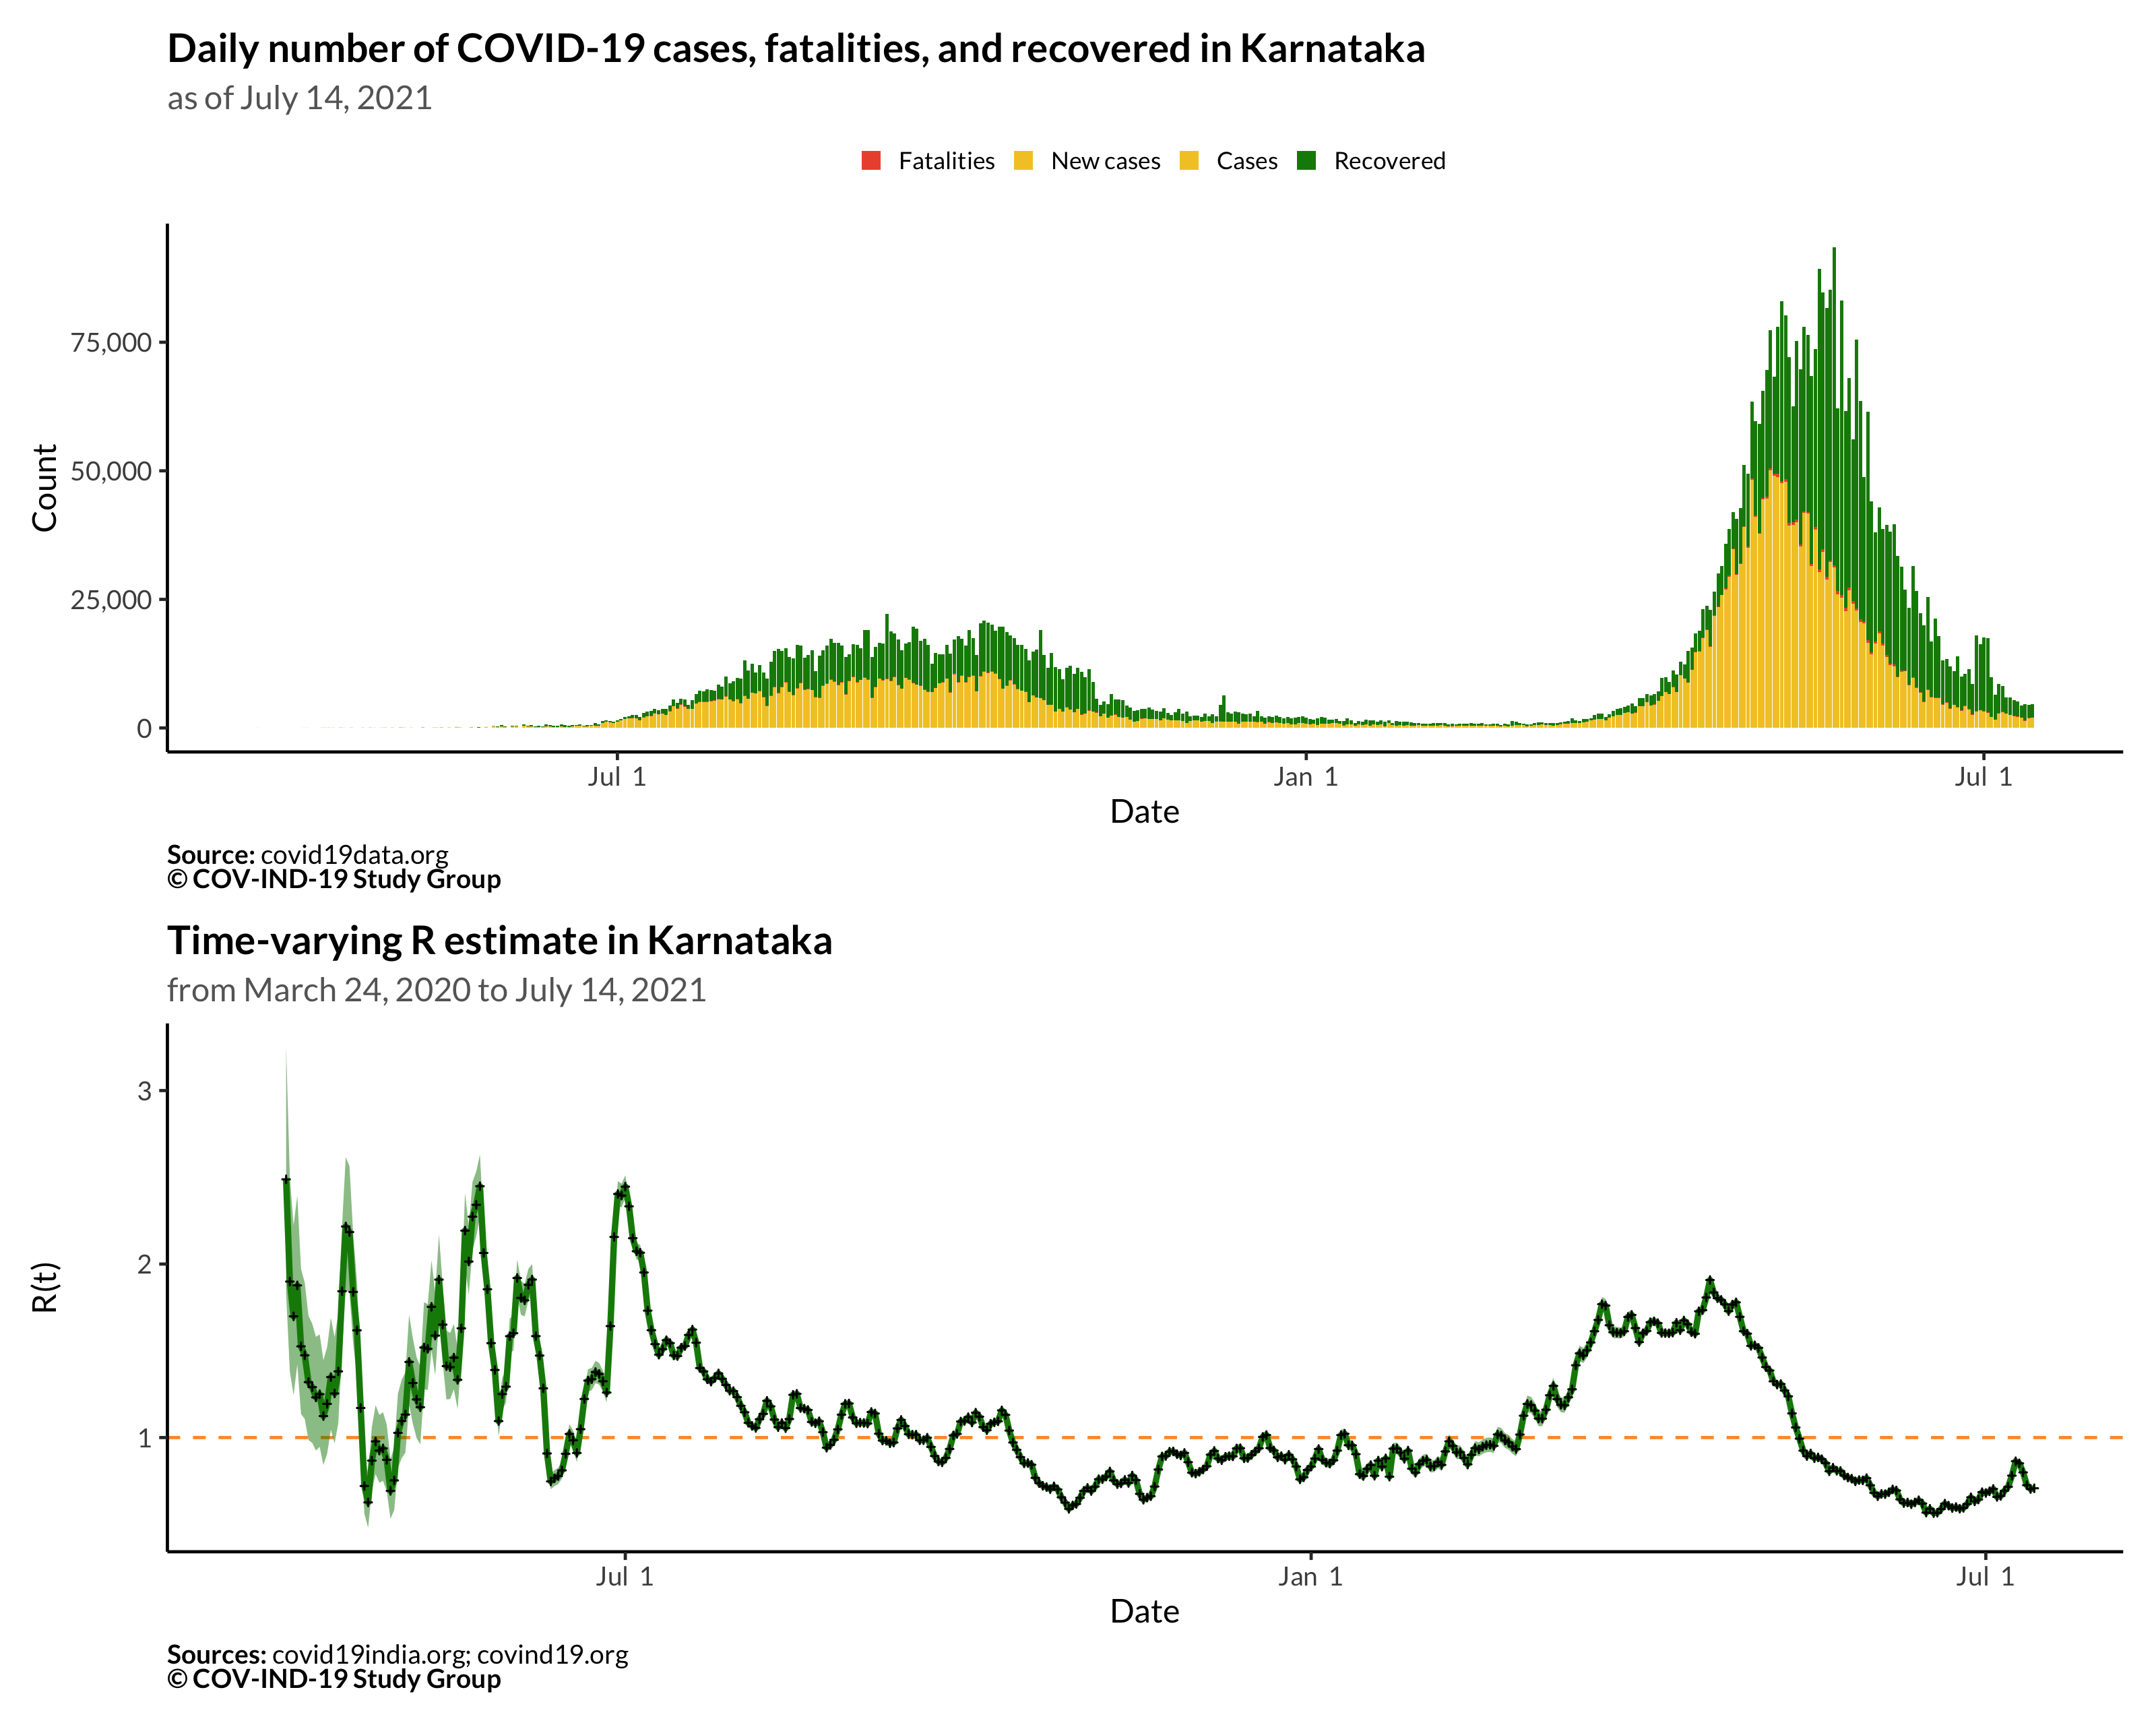 Daily number of COVID-19 cases, fatalities, and recovered in Karnataka
as of July 14, 2021
Fatalities New cases Cases Recovered
75,000
50,000
25,000
0
Count
Jul 1 Jan 1 Jul 1
Date
Source: covid19data.org
© COV-IND-19 Study Group
Time-varying R estimate in Karnataka
from March 24, 2020 to July 14, 2021
3
2
1
R(t)
Jul 1 Jan 1 Jul 1
Date
Sources: covid19india.org; covind19.org
© COV-IND-19 Study Group